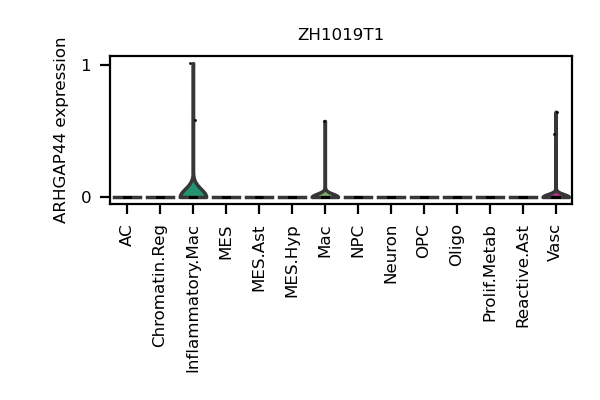 ZH1019T1
ARHGAP44 expression
1
0
AC
Chromatin.Reg
Inflammatory.Mac
MES
MES.Ast
MES.Hyp
Mac
NPC
Neuron
OPC
Oligo
Prolif.Metab
Reactive.Ast
Vasc